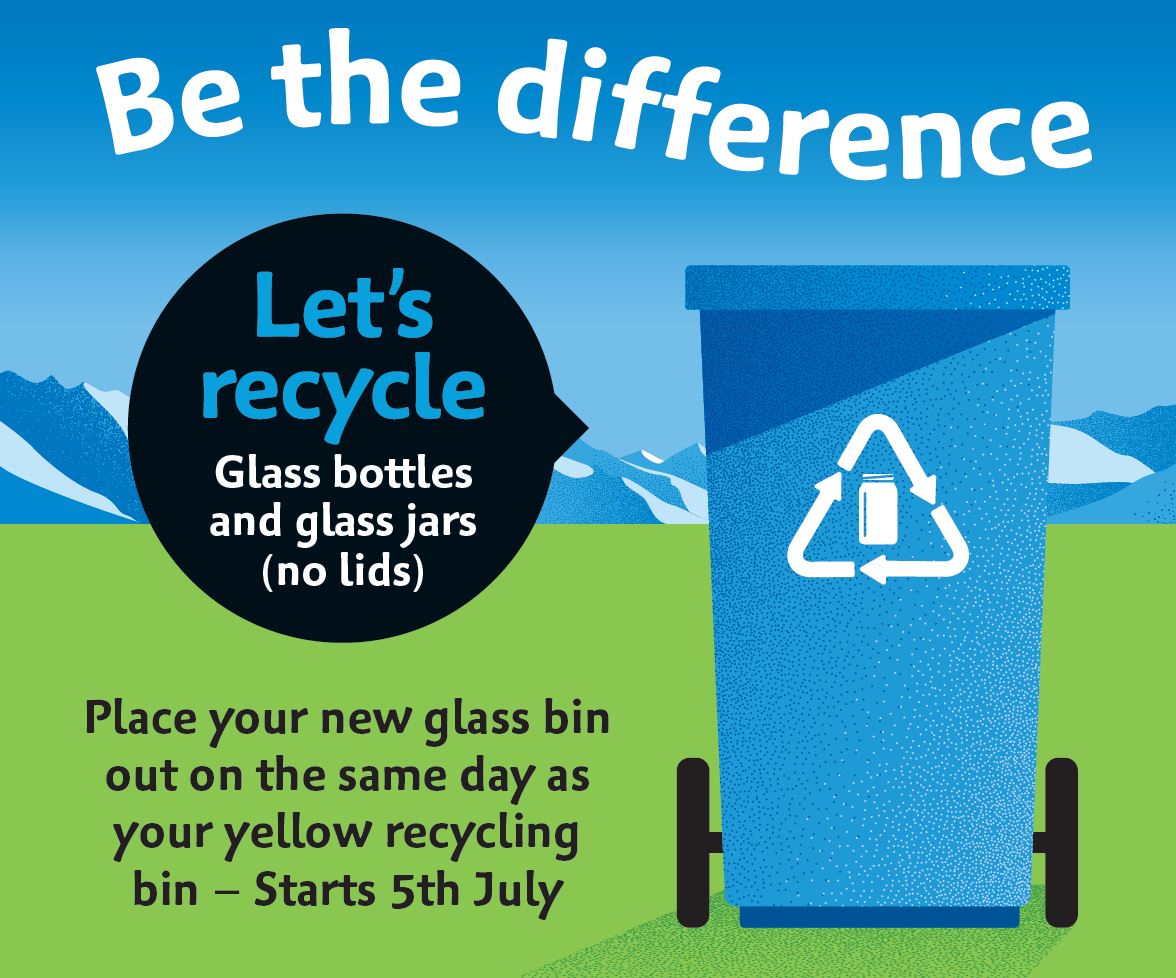 Be the difference
Let's
recycle
Glass bottles
and glass jars
(no lids)
Place your new glass bin
out on the same day as
your yellow recycling
bin – Starts 5th July